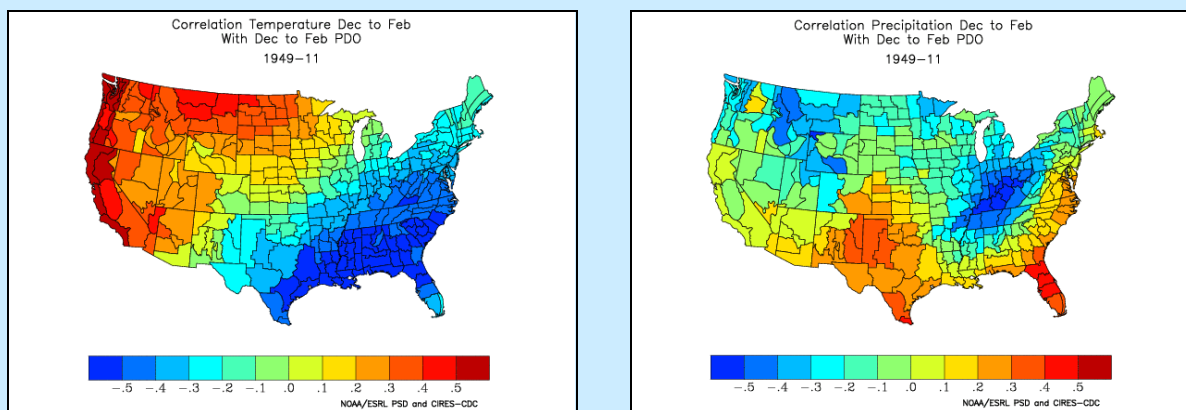 Correlation Temperature Dec to Feb
With Dec to Feb PDO
1949-11
-.5 -.4 -.3 -.2 -.1 .0 .1 .2 .3 .4 .5
NOAA/ESRL PSD and CIRES-CDC
Correlation Precipitation Dec to Feb
With Dec to Feb PDO
1949-11
-.5 -.4 -.3 -.2 -.1 .0 .1 .2 .3 .4 .5
NOAA/ESRL PSD and CIRES-CDC